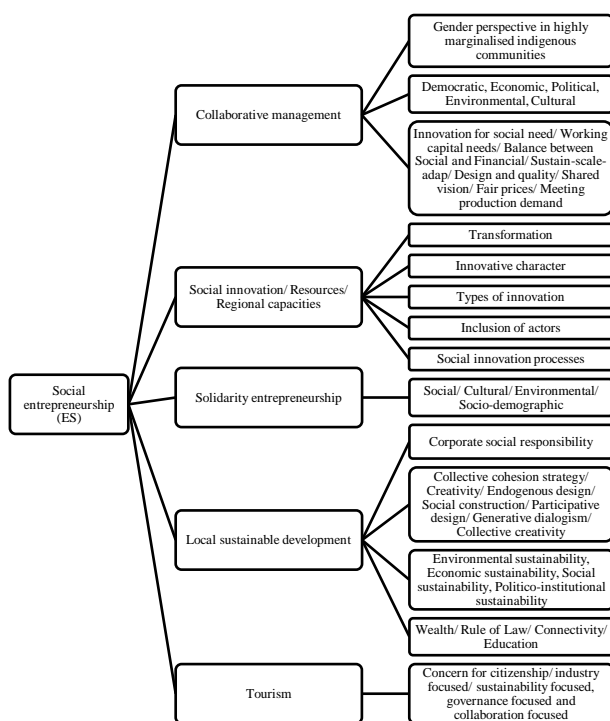 Social
entrepreneurship
(ES)
Collaborative management
Gender perspective in highly
marginalised indigenous
communities
Democratic, Economic, Political,
Environmental, Cultural
Innovation for social need/ Working
capital needs/ Balance between
Social and Financial/ Sustain-scale-
adap/ Design and quality/ Shared
vision/ Fair prices/ Meeting
production demand
Social innovation/ Resources/
Regional capacities
Transformation
Innovative character
Types of innovation
Inclusion of actors
Social innovation processes
Solidarity entrepreneurship
Social/ Cultural/ Environmental/
Socio-demographic
Local sustainable development
Corporate social responsibility
Collective cohesion strategy/
Creativity/ Endogenous design/
Social construction/ Participative
design/ Generative dialogism/
Collective creativity
Environmental sustainability,
Economic sustainability, Social
sustainability, Politico-institutional
sustainability
Wealth/ Rule of Law/ Connectivity/
Education
Tourism
Concern for citizenship/ industry
focused/ sustainability focused,
governance focused and
collaboration focused